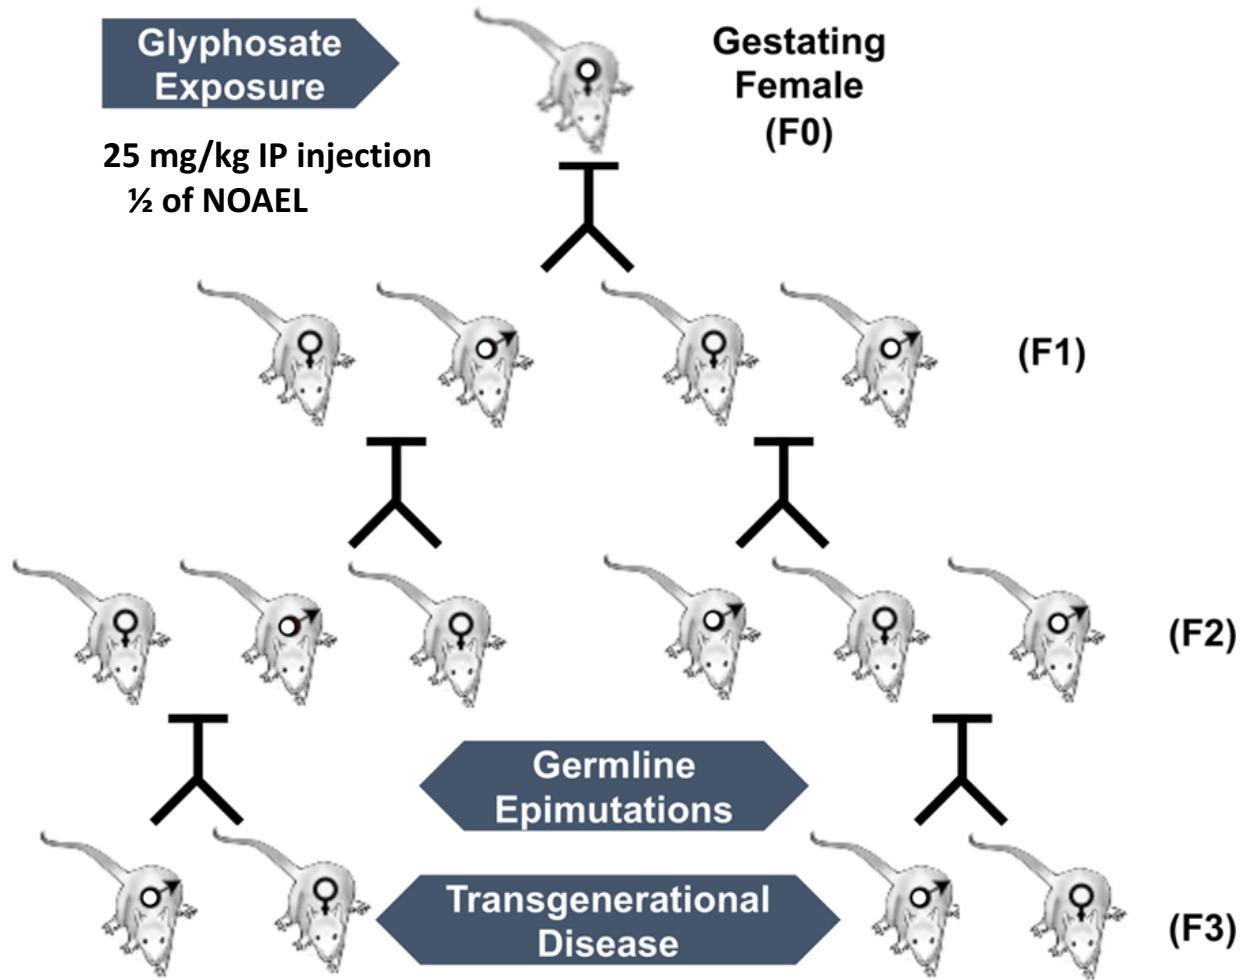 Glyphosate
Exposure
Gestating
Female
(F0)
25 mg/kg IP injection
½ of NOAEL
(F1)
(F2)
Germline
Epimutations
Transgenerational
Disease
(F3)